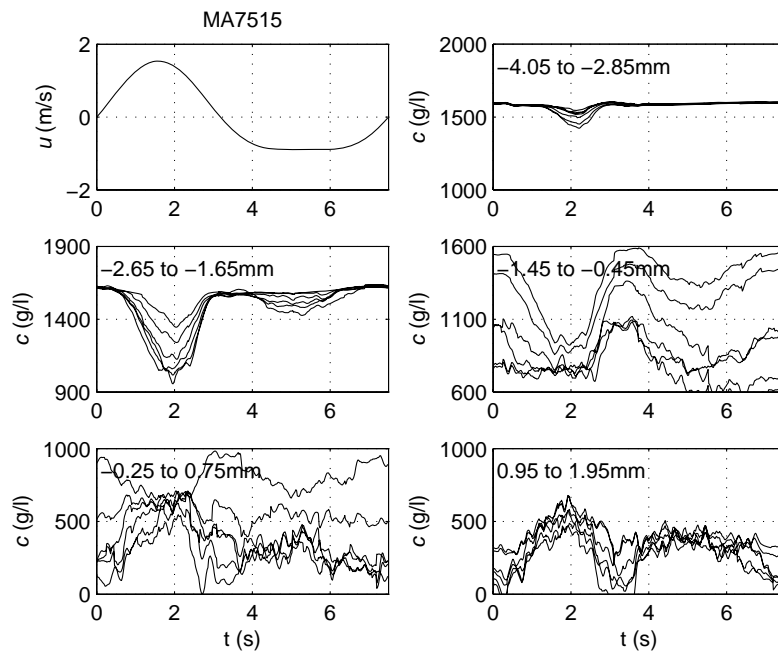 MA7515
2
1
0
−1
−2
u (m/s)
0 2 4 6
2000
1500
1000
c (g/l)
−4.05 to −2.85mm
0 2 4 6
1900
1400
900
c (g/l)
−2.65 to −1.65mm
0 2 4 6
1600
1100
600
c (g/l)
−1.45 to −0.45mm
0 2 4 6
1000
500
0
c (g/l)
−0.25 to 0.75mm
0 2 4 6
t (s)
1000
500
0
c (g/l)
0.95 to 1.95mm
0 2 4 6
t (s)